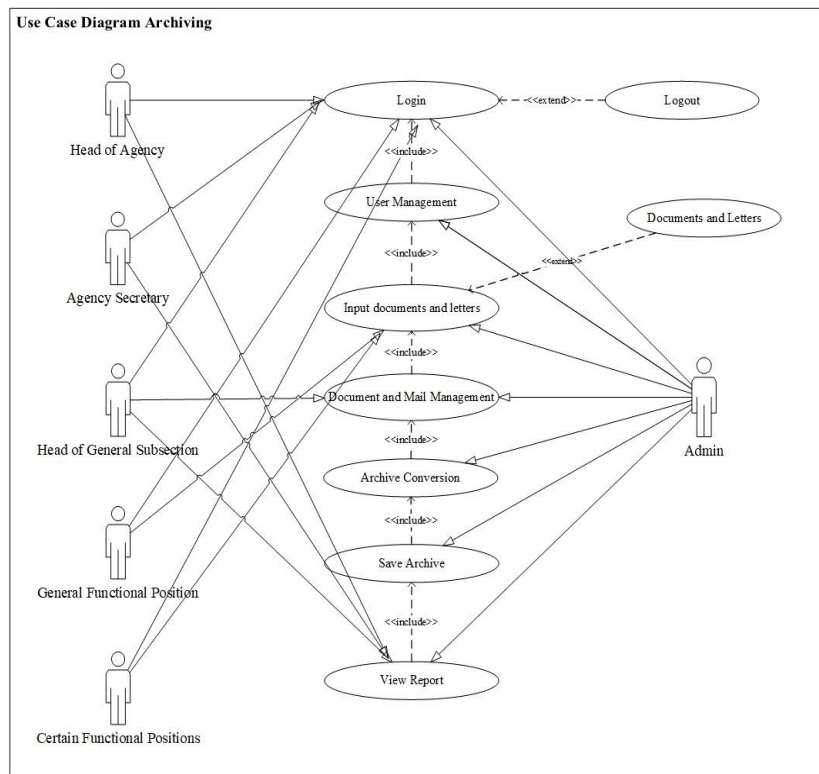 Use Case Diagram Archiving
Login
<<extend>>
Logout
Head of Agency
<<include>>
User Management
Documents and Letters
<<include>>
<<extend>>
Agency Secretary
Input documents and letters
<<include>>
Document and Mail Management
Head of General Subsection
Admin
<<include>>
Archive Conversion
<<include>>
Save Archive
General Functional Position
<<include>>
View Report
Certain Functional Positions